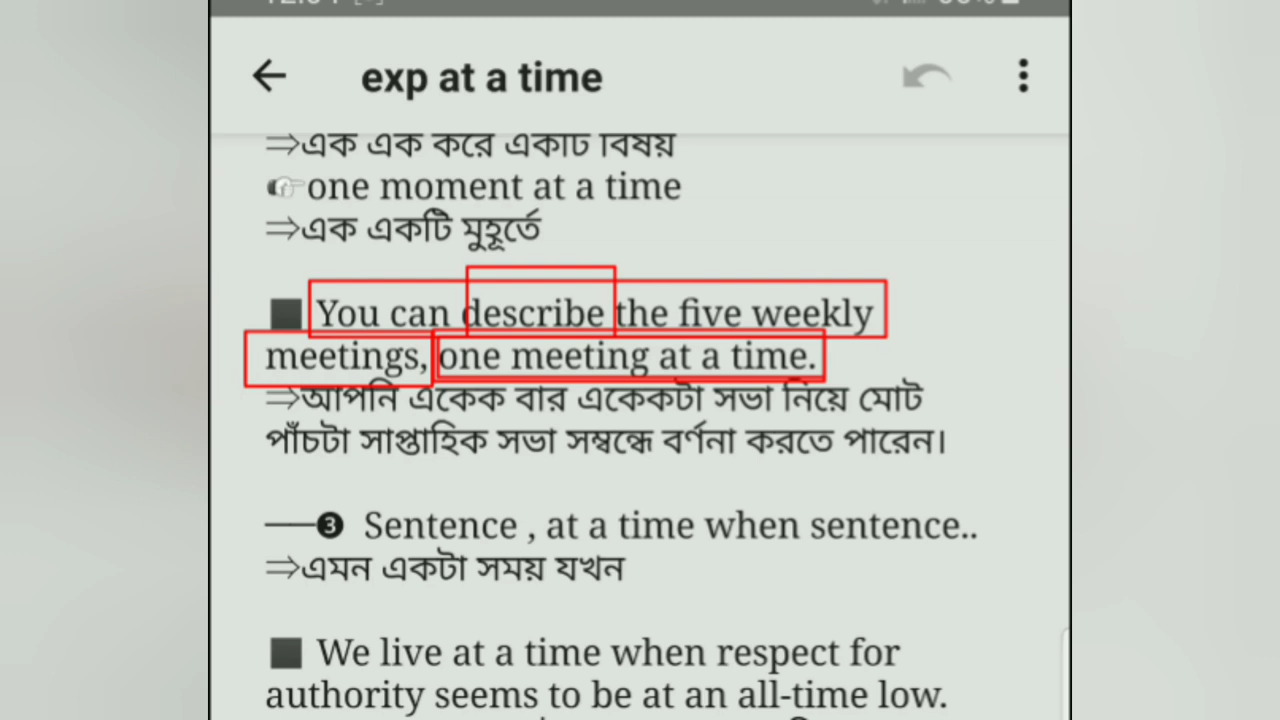 exp at a time
⇒এক এক করে একটি বিষয়
☞one moment at a time
⇒এক একটি মুহূর্তে
■ You can describe the five weekly
meetings, one meeting at a time.
⇒আপনি একেক বার একেকটা সভা নিয়ে মোট
পাঁচটা সাপ্তাহিক সভা সম্বন্ধে বর্ণনা করতে পারেন।
—❸ Sentence , at a time when sentence..
⇒এমন একটা সময় যখন
■ We live at a time when respect for
authority seems to be at an all-time low.